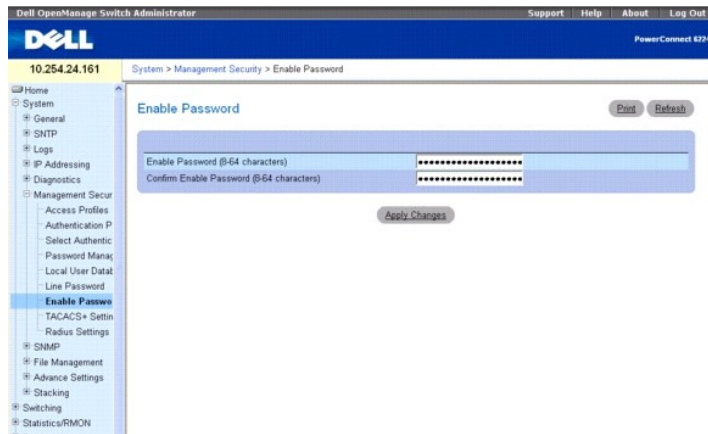 Dell OpenManage Switch Administrator
Support Help About Log Out
DELL
PowerConnect 6224
10.254.24.161
System > Management Security > Enable Password
Home
System
General
SNTP
Logs
IP Addressing
Diagnostics
Management Secur
Access Profiles
Authentication P
Select Authentic
Password Manag
Local User Datab
Line Password
Enable Passwo
TACACS+ Settin
Radius Settings
SNMP
File Management
Advance Settings
Stacking
Switching
Statistics/RMON
Enable Password
Print Refresh
Enable Password (8-64 characters)
Confirm Enable Password (8-64 characters)
Apply Changes